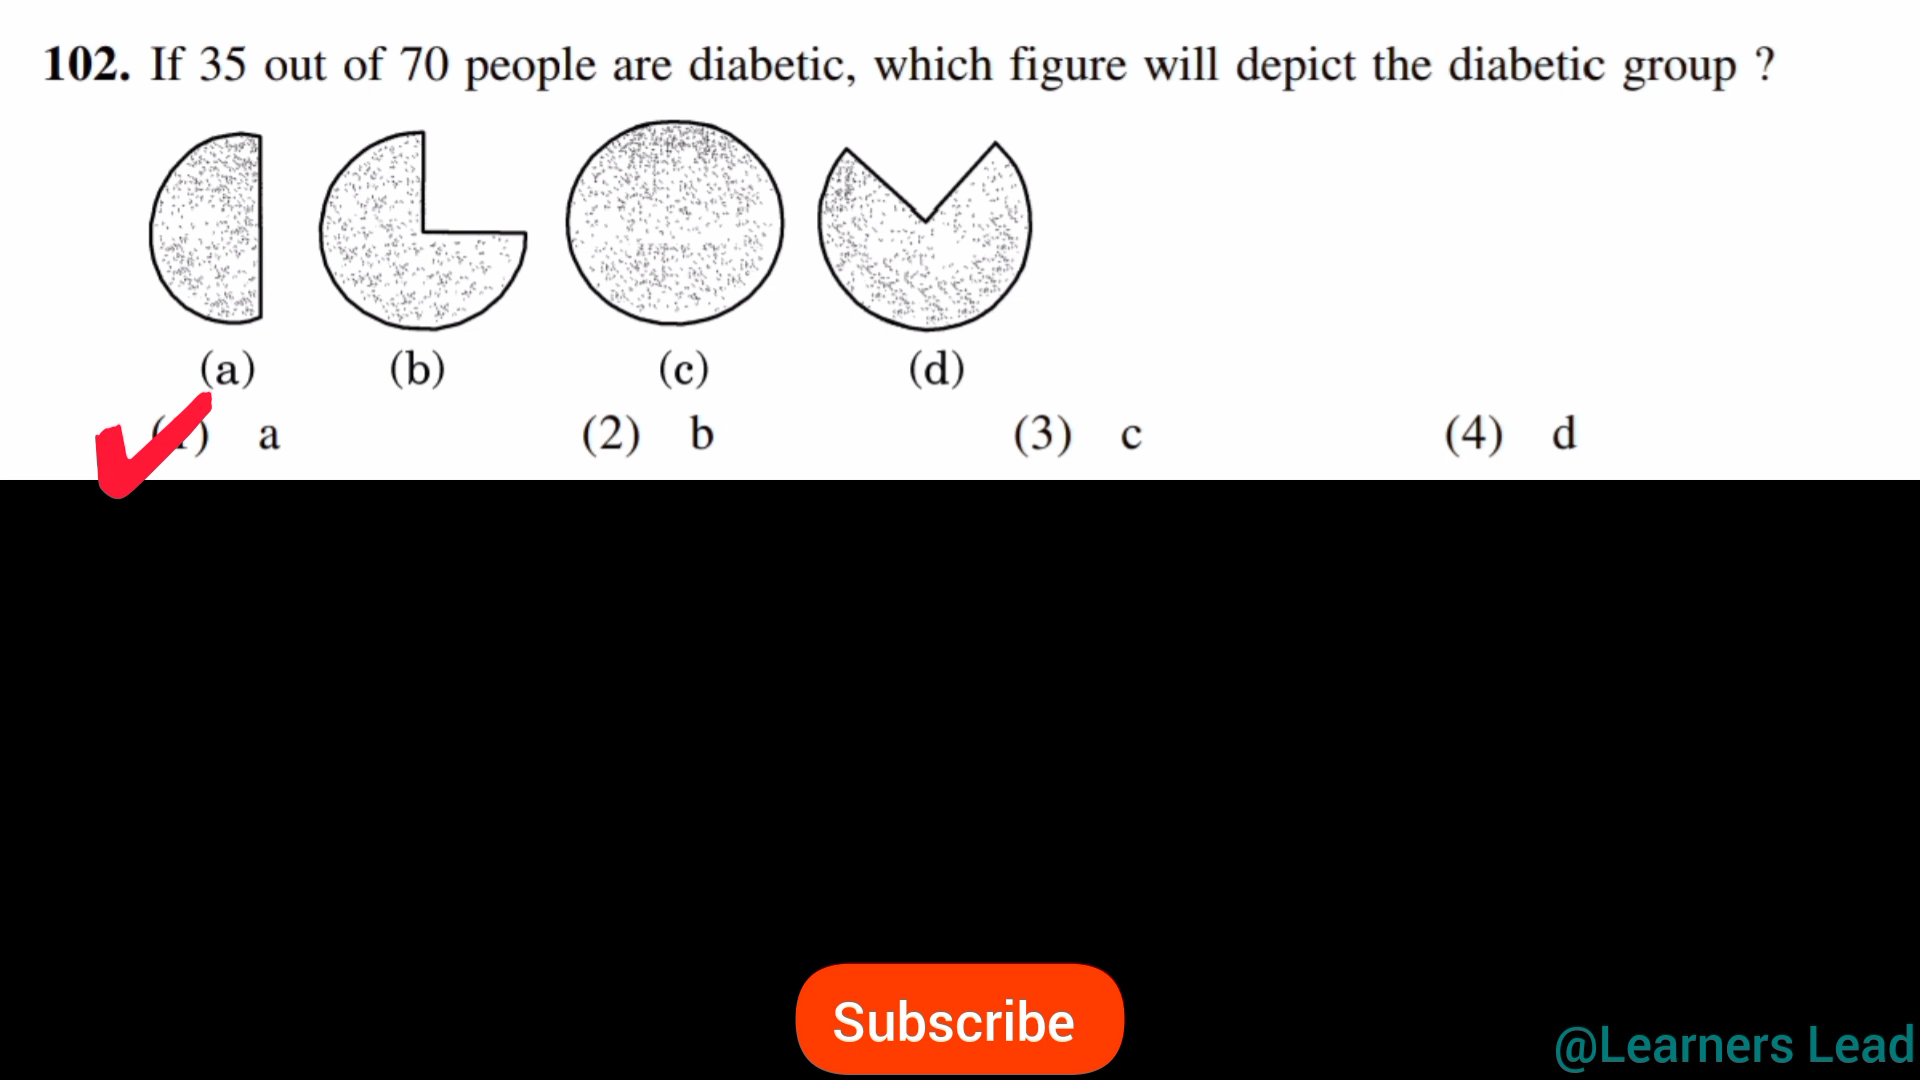 102. If 35 out of 70 people are diabetic, which figure will depict the diabetic group ?
(a) (b) (c) (d)
(1) a (2) b (3) c (4) d
Subscribe
@Learners Lead